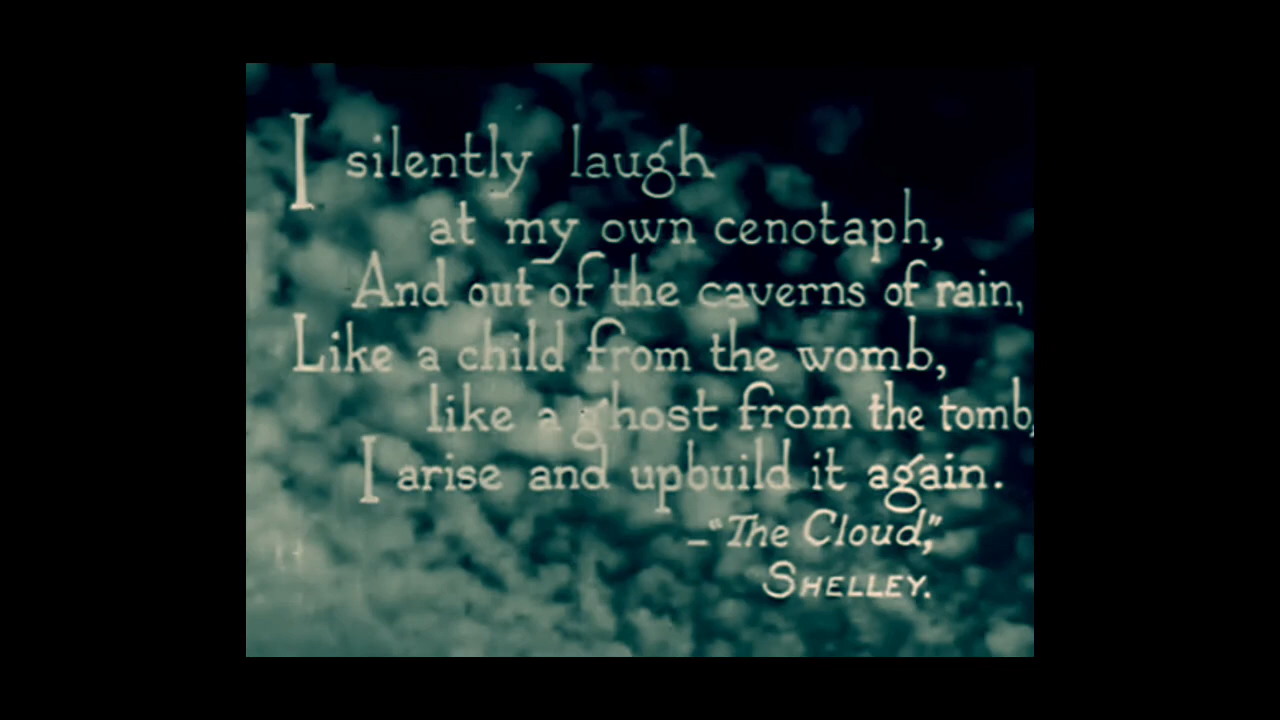 I silently laugh
at my own cenotaph,
And out of the caverns of rain,
Like a child from the womb,
like a ghost from the tomb,
I arise and upbuild it again.
—"The Cloud,"
SHELLEY.